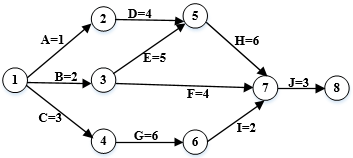 2 D=4 5
A=1 H=6
E=5
1 B=2 3 7 J=3 8
F=4
C=3 I=2
4 G=6 6